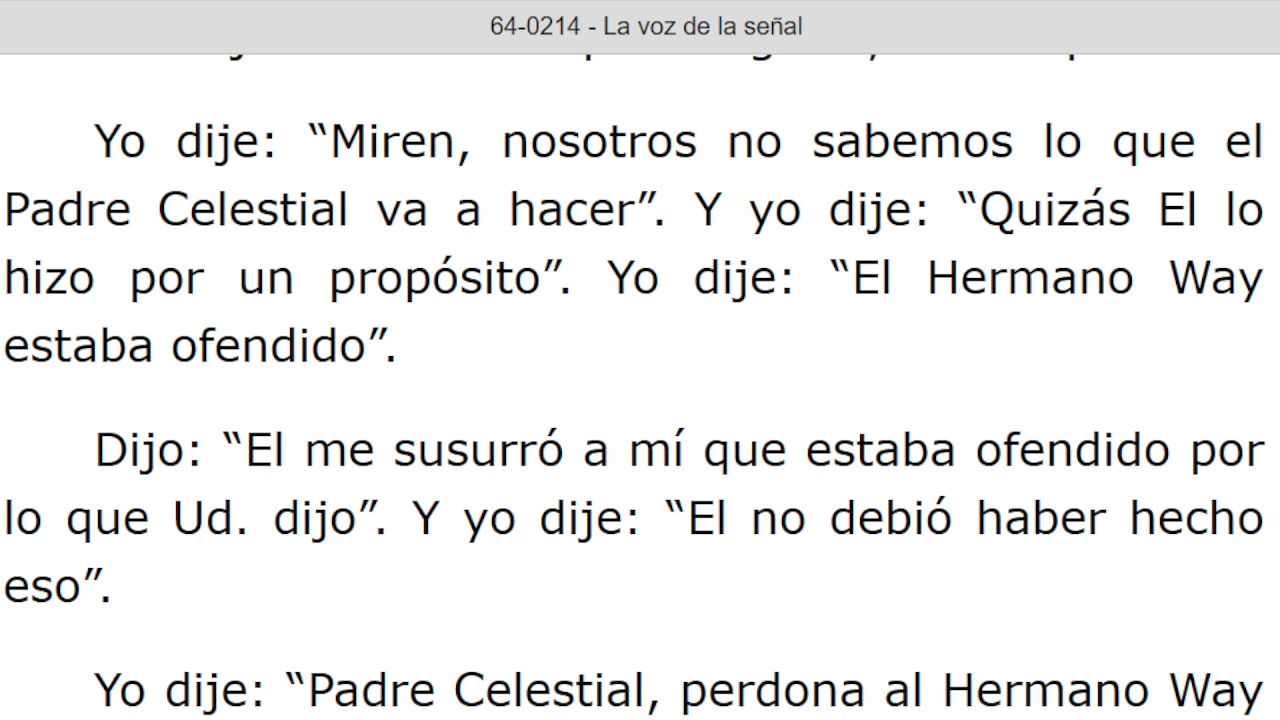 64-0214 - La voz de la señal
Yo dije: “Miren, nosotros no sabemos lo que el
Padre Celestial va a hacer”. Y yo dije: “Quizás El lo
hizo por un propósito”. Yo dije: “El Hermano Way
estaba ofendido”.
Dijo: “El me susurró a mí que estaba ofendido por
lo que Ud. dijo”. Y yo dije: “El no debió haber hecho
eso”.
Yo dije: “Padre Celestial, perdona al Hermano Way